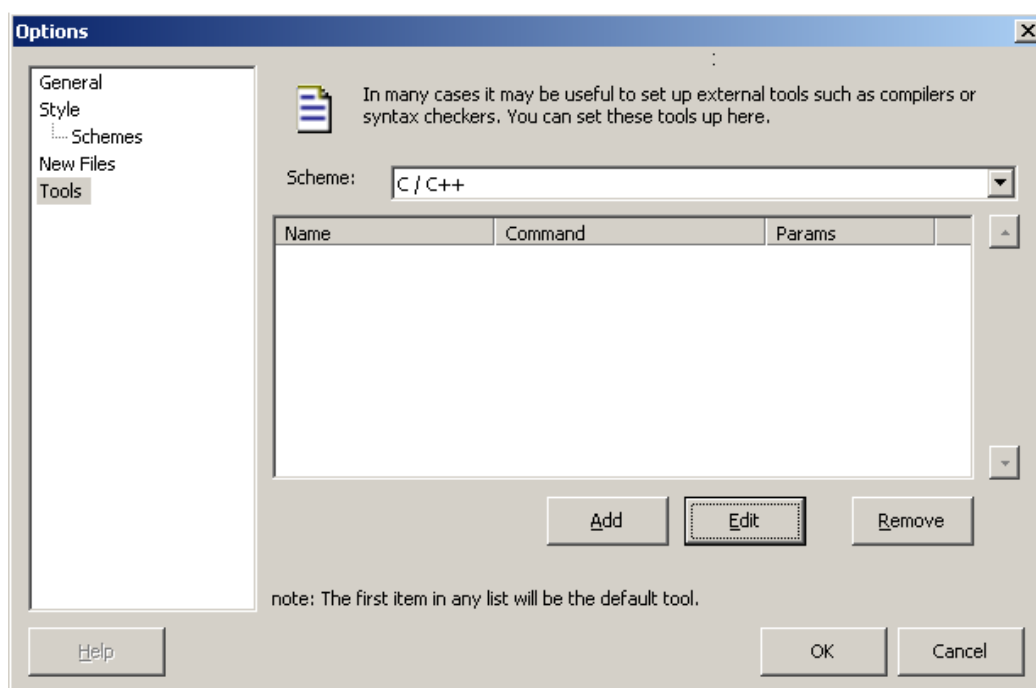 Options
:
General
Style
Schemes
New Files
Tools
In many cases it may be useful to set up external tools such as compilers or
syntax checkers. You can set these tools up here.
Scheme:
C / C++
Name Command Params
Add Edit Remove
note: The first item in any list will be the default tool.
Help OK Cancel